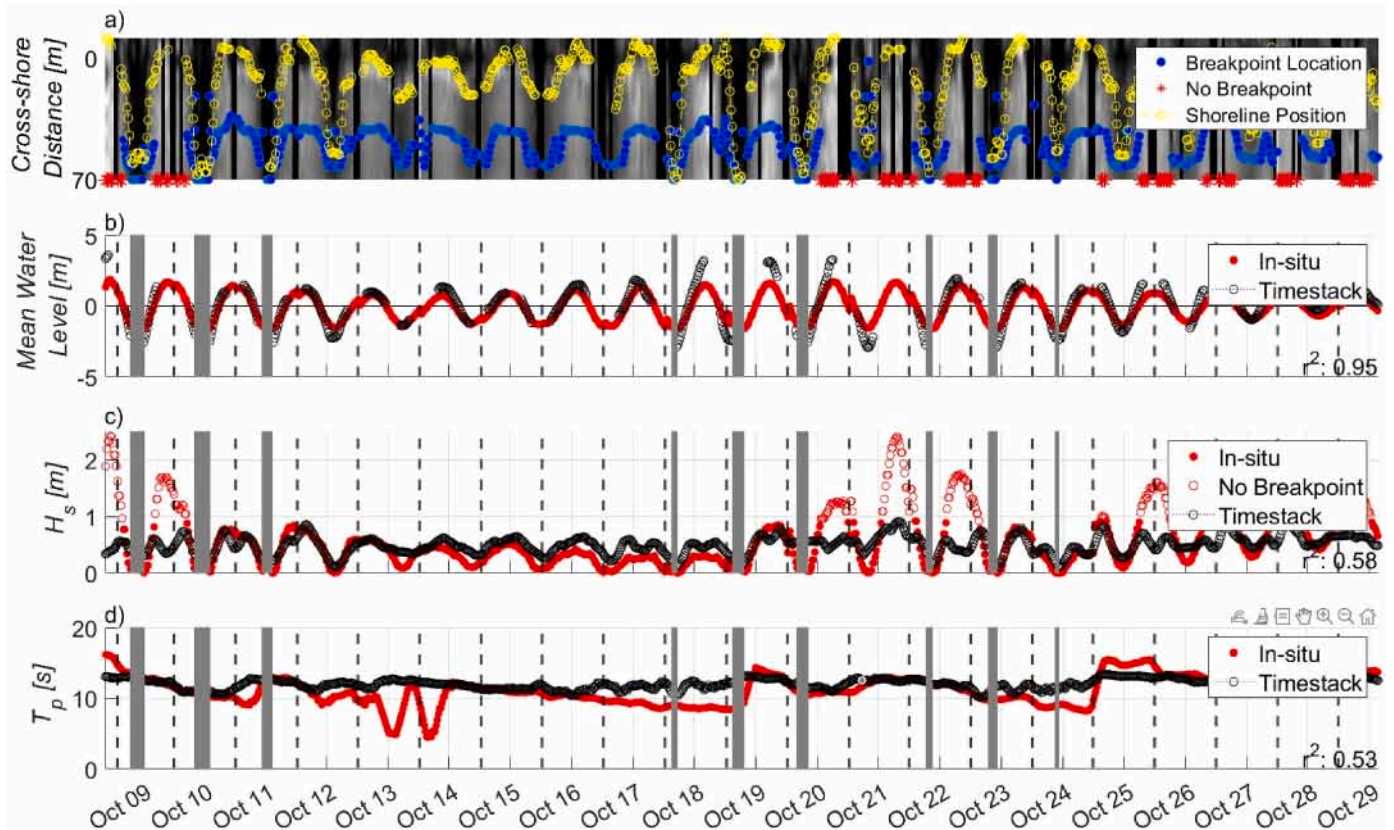 a)
Cross-shore
Distance [m]
0
70
Breakpoint Location
No Breakpoint
Shoreline Position
b)
Mean Water
Level [m]
5
0
-5
In-situ
Timestack
r²: 0.95
c)
H_s [m]
2
1
0
In-situ
No Breakpoint
Timestack
r²: 0.58
d)
T_p [s]
20
10
0
In-situ
Timestack
r²: 0.53
Oct 09
Oct 10
Oct 11
Oct 12
Oct 13
Oct 14
Oct 15
Oct 16
Oct 17
Oct 18
Oct 19
Oct 20
Oct 21
Oct 22
Oct 23
Oct 24
Oct 25
Oct 26
Oct 27
Oct 28
Oct 29